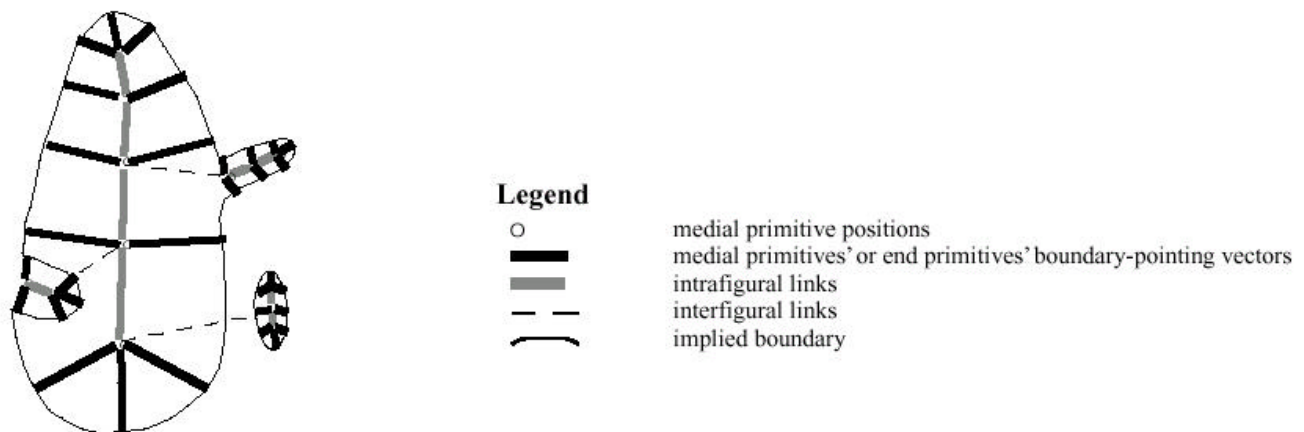 Legend
medial primitive positions
medial primitives' or end primitives' boundary-pointing vectors
intrafigural links
interfigural links
implied boundary